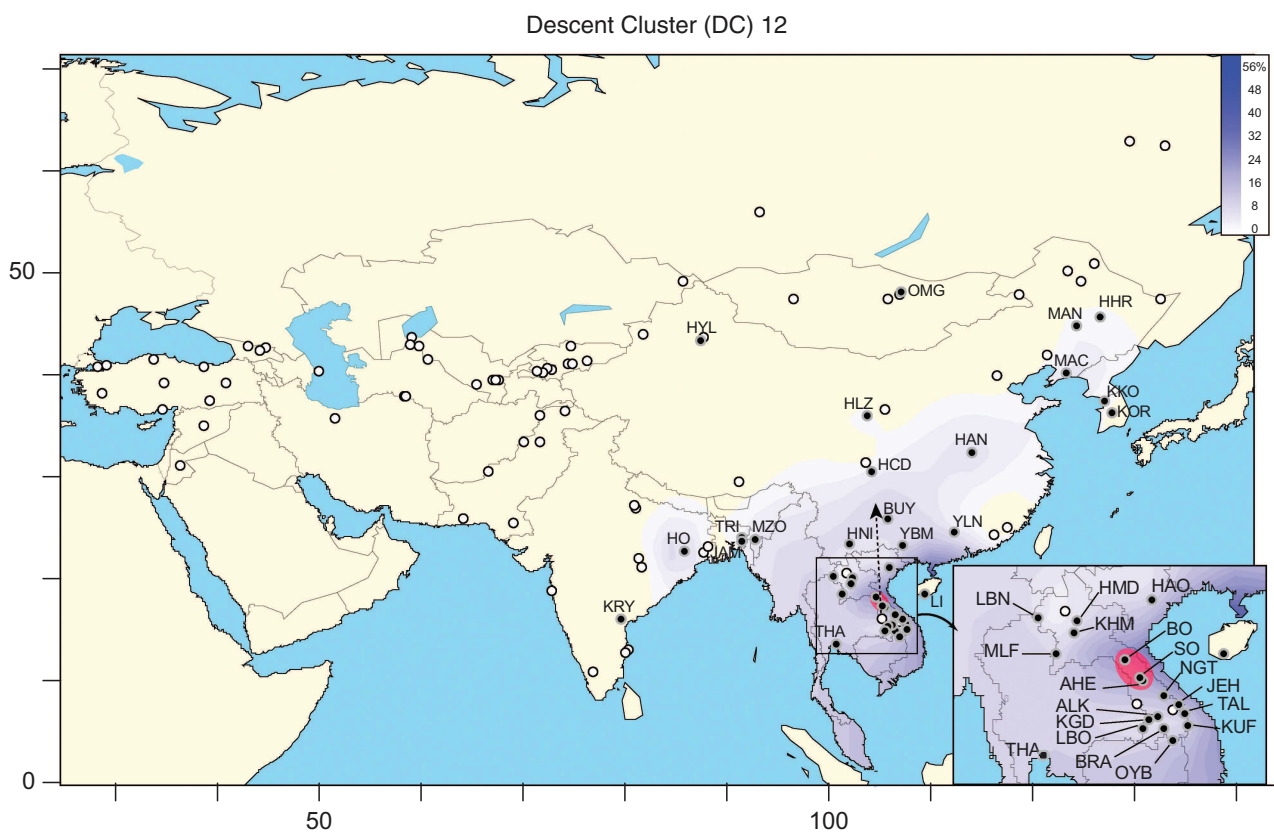 Descent Cluster (DC) 12
56%
48
40
32
24
16
8
0
50
OMG
HHR
MAN
HYL
MAC
KKO
KOR
HLZ
HAN
HCD
BUY
TRI
MZO
HNI
YBM
YLN
HO
JAM
LI
KRY
THA
HMD
HAO
LBN
KHM
BO
MLF
SO
NGT
AHE
JEH
ALK
TAL
KGD
KUF
LBO
THA
BRA
OYB
0
50
100